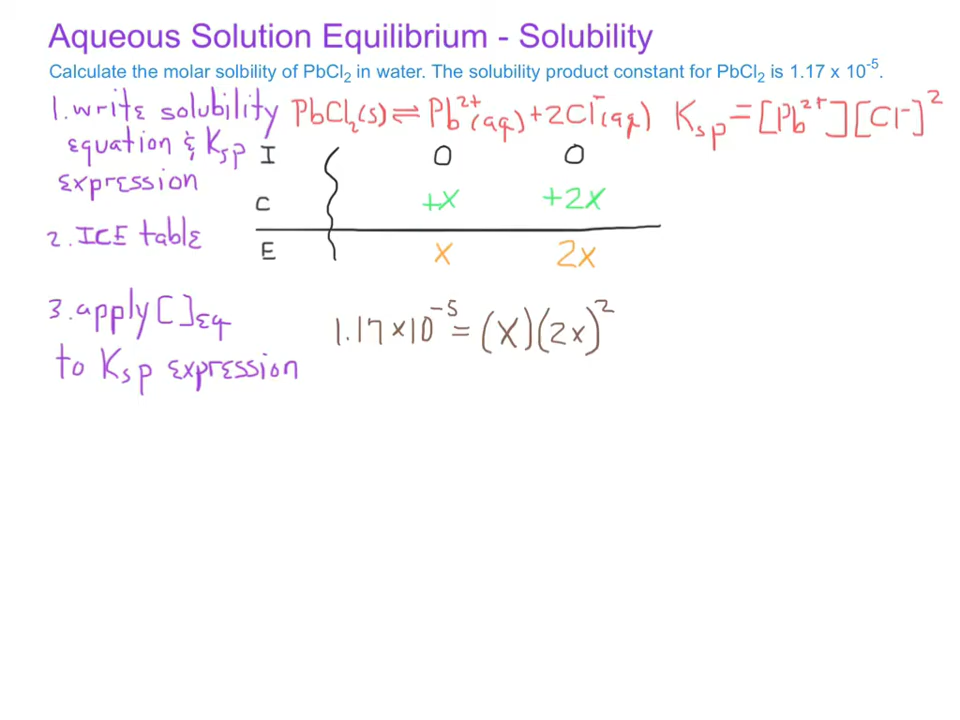 Aqueous Solution Equilibrium - Solubility
Calculate the molar solbility of PbCl₂ in water. The solubility product constant for PbCl₂ is 1.17 x 10⁻⁵.
1. write solubility
equation & Ksp
expression
PbCl₂(s) ⇌ Pb²⁺(aq) + 2Cl⁻(aq)
Ksp = [Pb²⁺][Cl⁻]²
I 0 0
C +x +2x
E x 2x
2. ICE table
3. apply [ ]eq
to Ksp expression
1.17 × 10⁻⁵ = (x)(2x)²